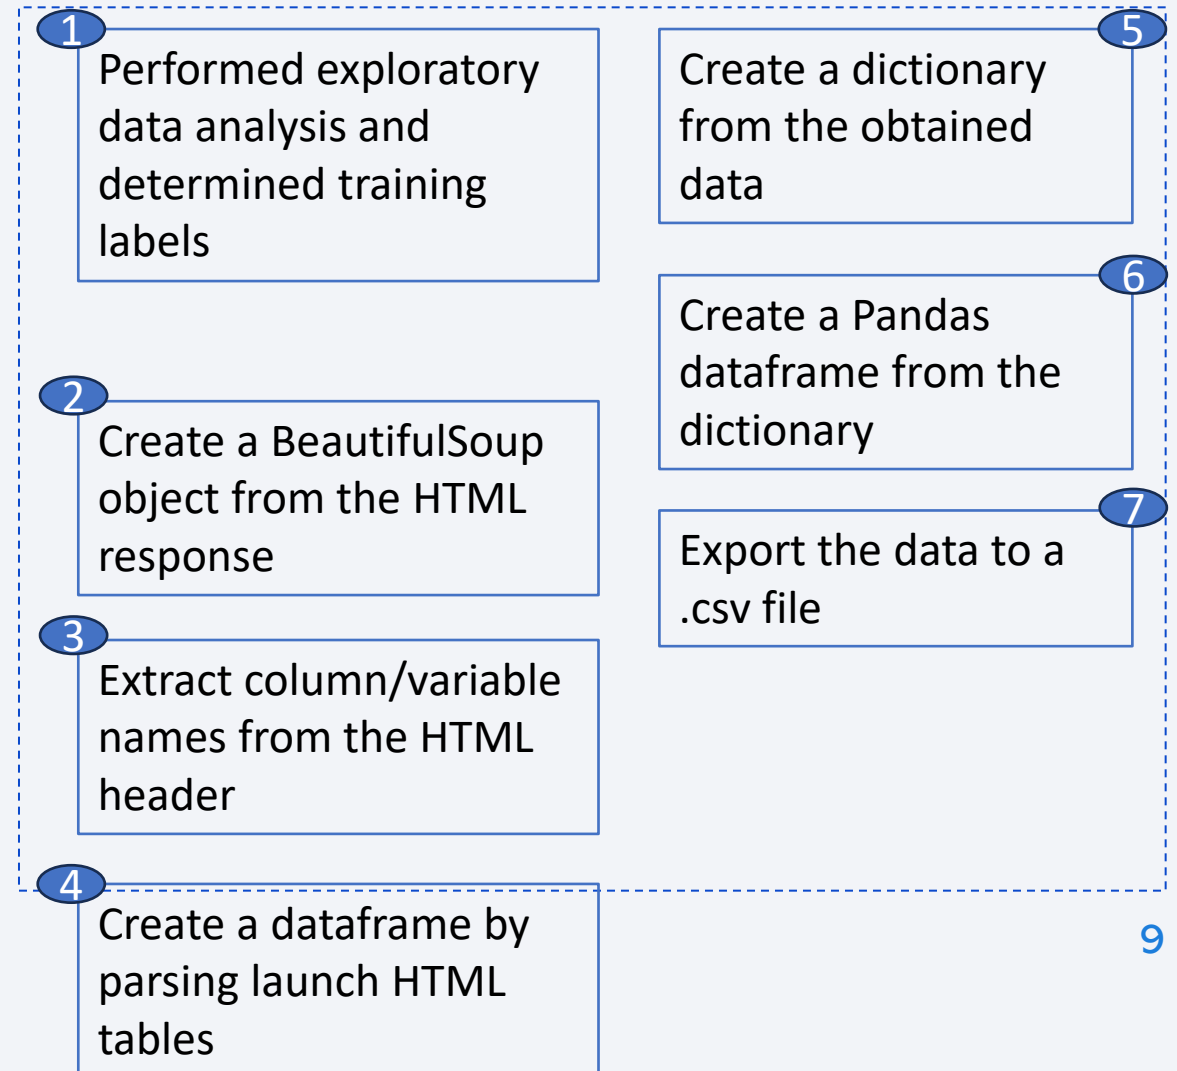 1
Performed exploratory
data analysis and
determined training
labels
2
Create a BeautifulSoup
object from the HTML
response
3
Extract column/variable
names from the HTML
header
4
Create a dataframe by
parsing launch HTML
tables
5
Create a dictionary
from the obtained
data
6
Create a Pandas
dataframe from the
dictionary
7
Export the data to a
.csv file
9